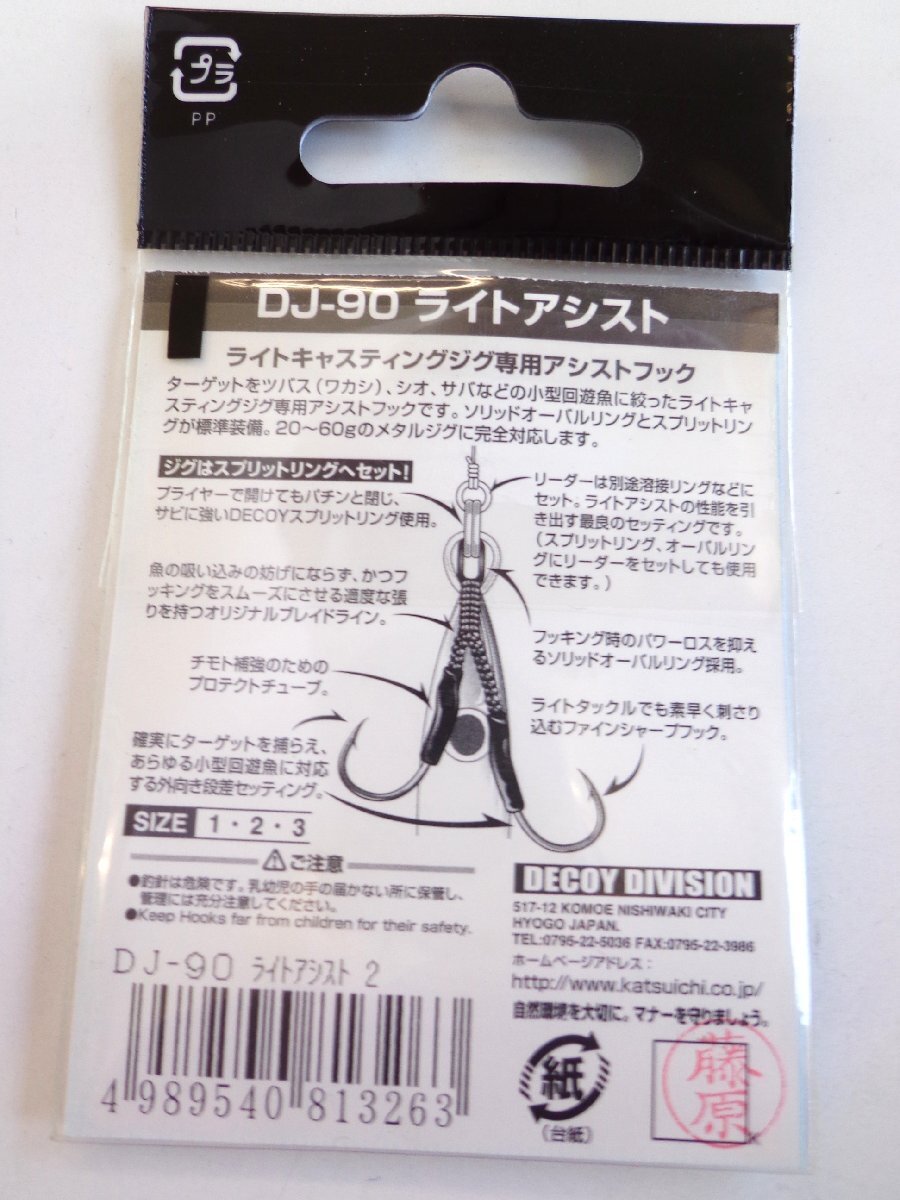 プラ
PP
DJ-90 ライトアシスト
ライトキャスティングジグ専用アシストフック
ターゲットをツバス(ワカシ)、シオ、サバなどの小型回遊魚に絞ったライトキャ
スティングジグ専用アシストフックです。ソリッドオーバルリングとスプリットリン
グが標準装備。20〜60gのメタルジグに完全対応します。
ジグはスプリットリングへセット!
プライヤーで開けてもパチンと閉じ、
サビに強いDECOYスプリットリング使用。
リーダーは別途溶接リングなどに
セット。ライトアシストの性能を引
き出す最良のセッティングです。
(スプリットリング、オーバルリン
グにリーダーをセットしても使用
できます。)
魚の吸い込みの妨げにならず、かつフ
ッキングをスムーズにさせる適度な張
りを持つオリジナルブレイドライン。
フッキング時のパワーロスを抑え
るソリッドオーバルリング採用。
チモト補強のための
プロテクトチューブ。
ライトタックルでも素早く刺さり
込むファインシャープフック。
確実にターゲットを捕らえ、
あらゆる小型回遊魚に対応
する外向き段差セッティング。
SIZE 1・2・3
ご注意
●釣針は危険です。乳幼児の手の届かない所に保管し、
管理には充分注意してください。
●Keep Hooks far from children for their safety.
DECOY DIVISION
517-12 KOMOE NISHIWAKI CITY
HYOGO JAPAN.
TEL:0795-22-5036 FAX:0795-22-3986
ホームページアドレス:
http://www.katsuichi.co.jp/
自然環境を大切に。マナーを守りましょう。
DJ-90 ライトアシスト 2
4 989540 813263
紙
(台紙)
藤原